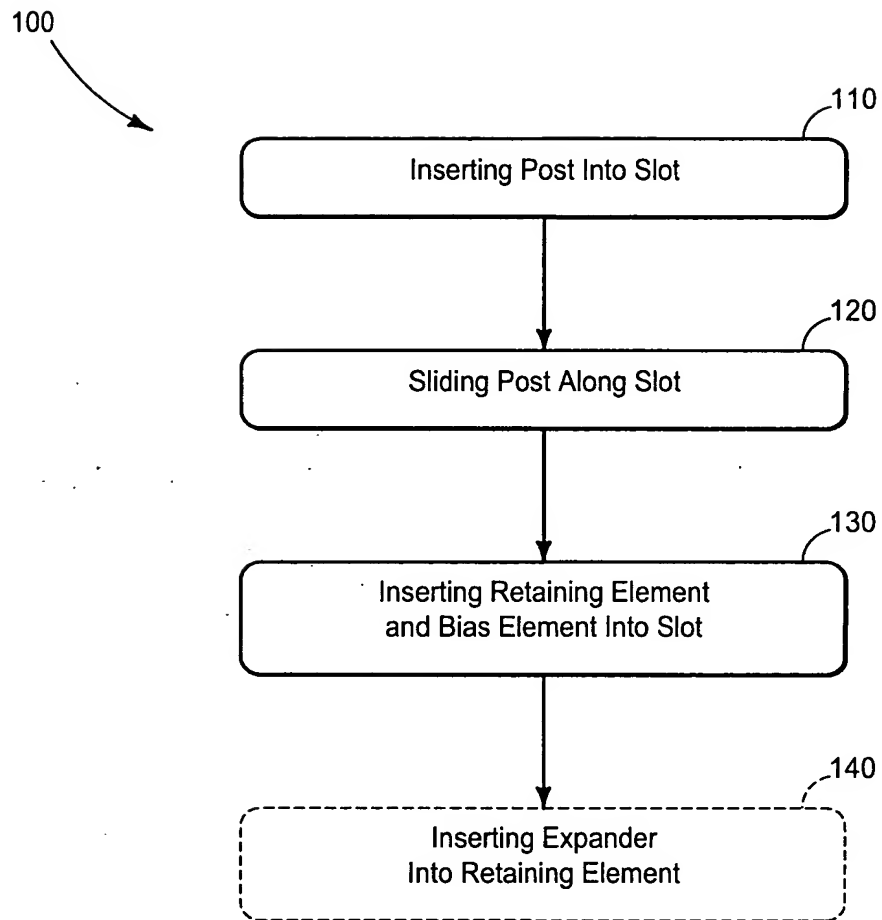 100
110
Inserting Post Into Slot
120
Sliding Post Along Slot
130
Inserting Retaining Element
and Bias Element Into Slot
140
Inserting Expander
Into Retaining Element